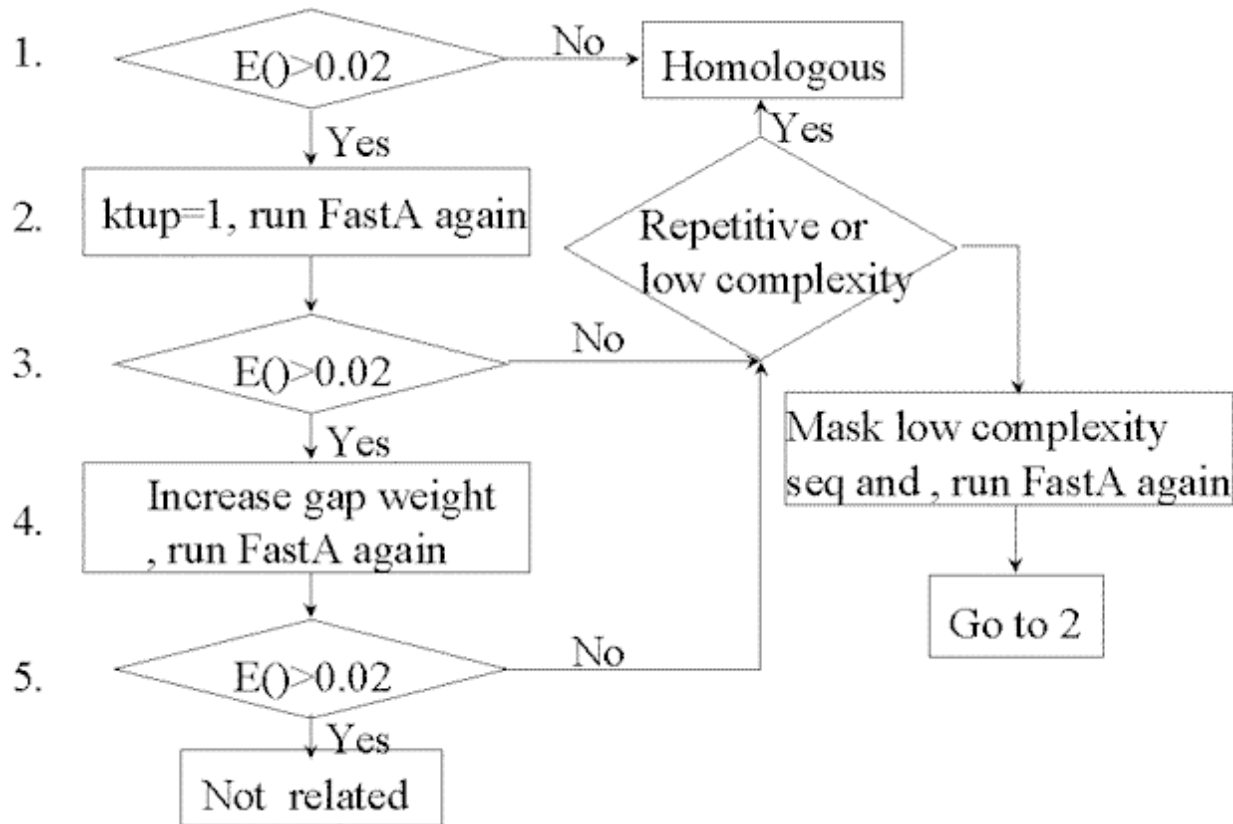 1.
E()>0.02
No
Homologous
Yes
Yes
2.
ktup=1, run FastA again
Repetitive or
low complexity
3.
E()>0.02
No
Yes
Mask low complexity
seq and , run FastA again
4.
Increase gap weight
, run FastA again
Go to 2
5.
E()>0.02
No
Yes
Not related